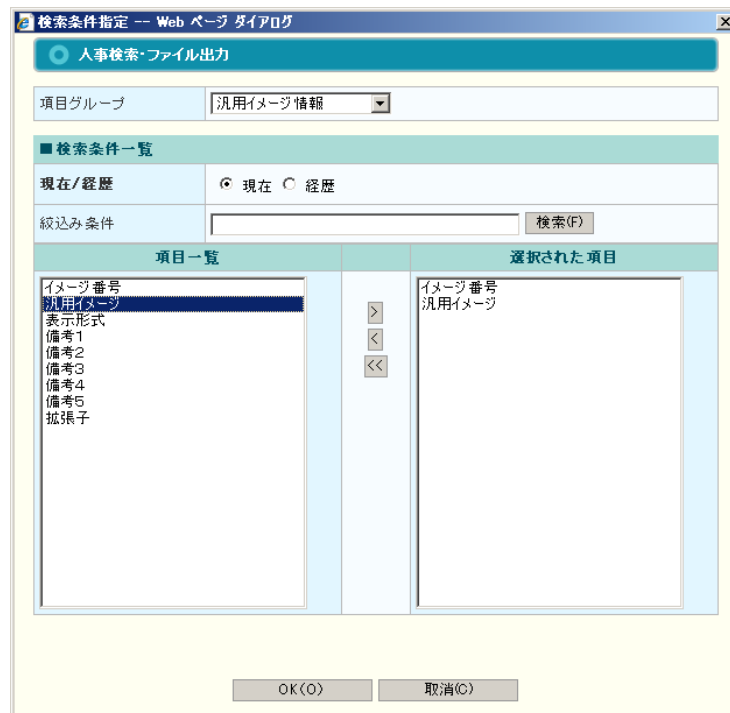 検索条件指定 -- Web ページ ダイアログ
人事検索・ファイル出力
項目グループ 汎用イメージ情報
■検索条件一覧
現在/経歴 現在 経歴
絞込み条件 検索(F)
項目一覧 選択された項目
イメージ番号
汎用イメージ
表示形式
備考1
備考2
備考3
備考4
備考5
拡張子
>
<
<<
イメージ番号
汎用イメージ
OK(O) 取消(C)